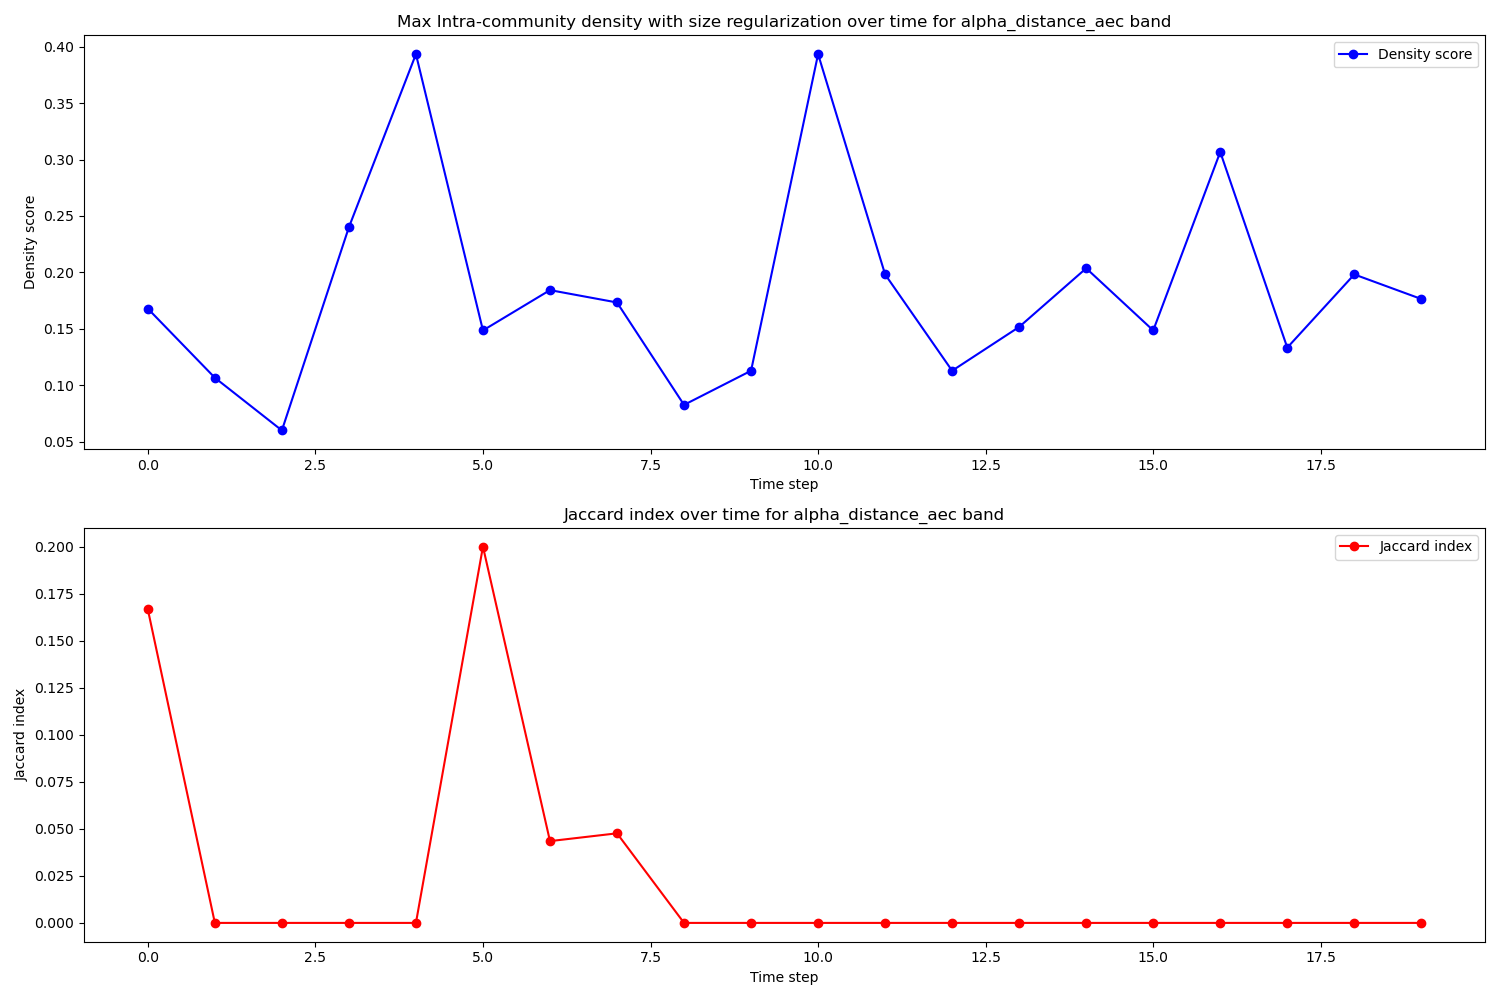 Max Intra-community density with size regularization over time for alpha_distance_aec band
Density score
0.40
0.35
0.30
0.25
0.20
0.15
0.10
0.05
Density score
0.0 2.5 5.0 7.5 10.0 12.5 15.0 17.5
Time step
Jaccard index over time for alpha_distance_aec band
Jaccard index
0.200
0.175
0.150
0.125
0.100
0.075
0.050
0.025
0.000
Jaccard index
0.0 2.5 5.0 7.5 10.0 12.5 15.0 17.5
Time step